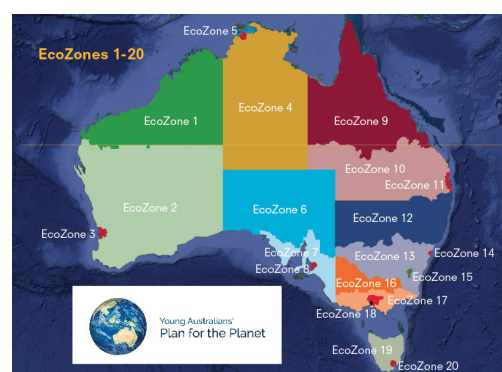 EcoZone 5
EcoZones 1-20
EcoZone 4
EcoZone 1
EcoZone 9
EcoZone 10
EcoZone 11
EcoZone 2
EcoZone 6
EcoZone 12
EcoZone 3
EcoZone 7
EcoZone 13
EcoZone 14
EcoZone 8
EcoZone 15
EcoZone 16
EcoZone 17
EcoZone 18
Young Australians'
Plan for the Planet
EcoZone 19
EcoZone 20